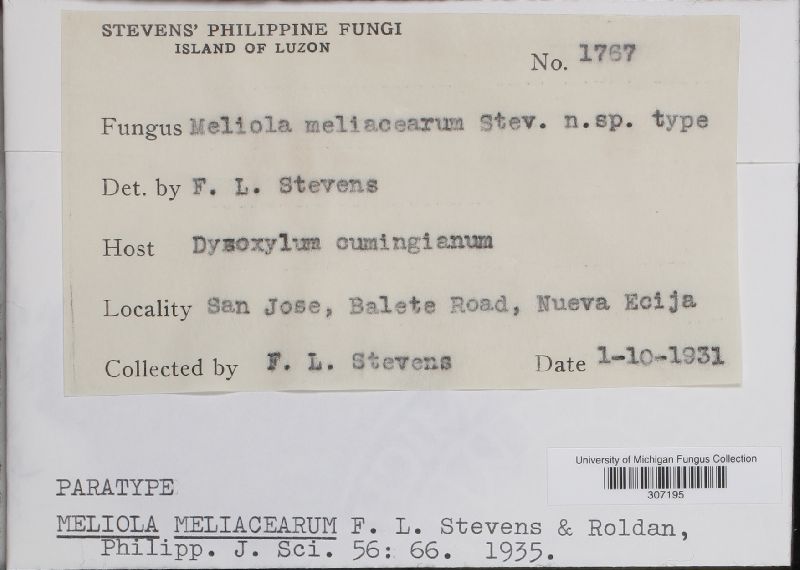 STEVENS' PHILIPPINE FUNGI
ISLAND OF LUZON
No. 1767
Fungus Meliola meliacearum Stev. n.sp. type
Det. by F. L. Stevens
Host Dysoxylum cumingianum
Locality San Jose, Balete Road, Nueva Ecija
Collected by F. L. Stevens Date 1-10-1931
University of Michigan Fungus Collection
307195
PARATYPE
MELIOLA MELIACEARUM F. L. Stevens & Roldan,
Philipp. J. Sci. 56: 66. 1935.